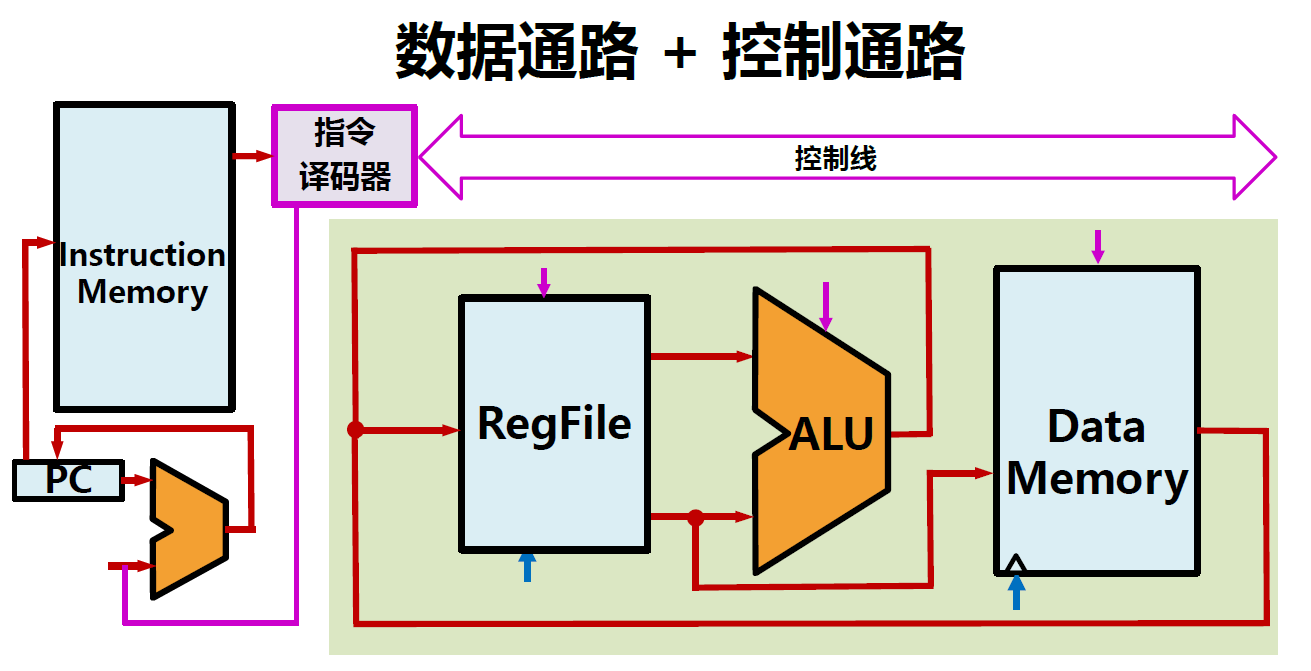 数据通路 + 控制通路
指令
译码器
控制线
Instruction
Memory
PC
RegFile
ALU
Data
Memory